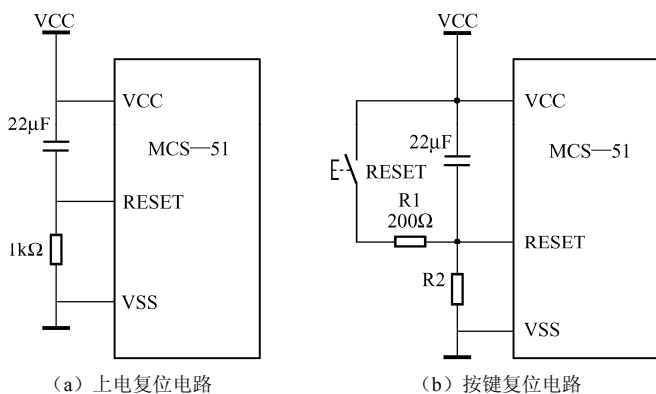 VCC
VCC
22μF
MCS—51
RESET
1kΩ
VSS
(a) 上电复位电路
VCC
VCC
22μF
MCS—51
RESET
R1
200Ω
RESET
R2
VSS
(b) 按键复位电路